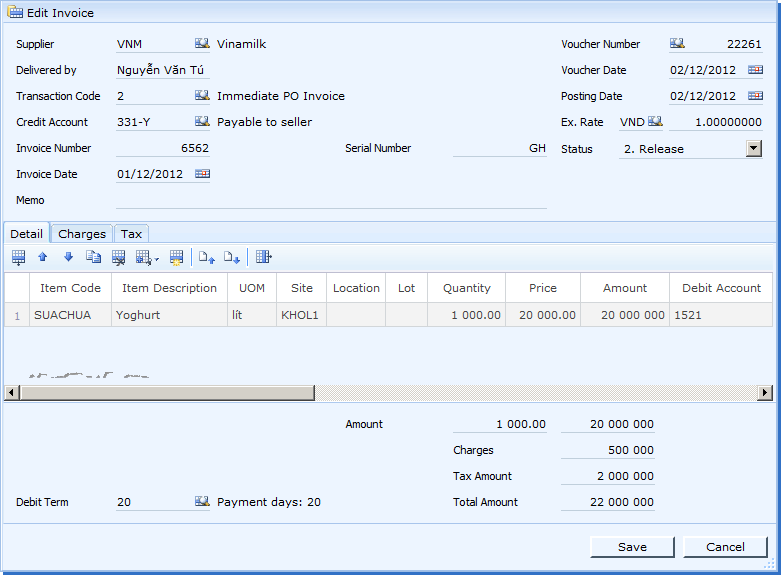 Edit Invoice
Supplier VNM Vinamilk Voucher Number 22261
Delivered by Nguyễn Văn Tú Voucher Date 02/12/2012
Transaction Code 2 Immediate PO Invoice Posting Date 02/12/2012
Credit Account 331-Y Payable to seller Ex. Rate VND 1.00000000
Invoice Number 6562 Serial Number GH Status 2. Release
Invoice Date 01/12/2012
Memo
Detail Charges Tax
Item Code Item Description UOM Site Location Lot Quantity Price Amount Debit Account
1 SUACHUA Yoghurt lít KHOL1 1 000.00 20 000.00 20 000 000 1521
Amount 1 000.00 20 000 000
Charges 500 000
Tax Amount 2 000 000
Debit Term 20 Payment days: 20 Total Amount 22 000 000
Save Cancel